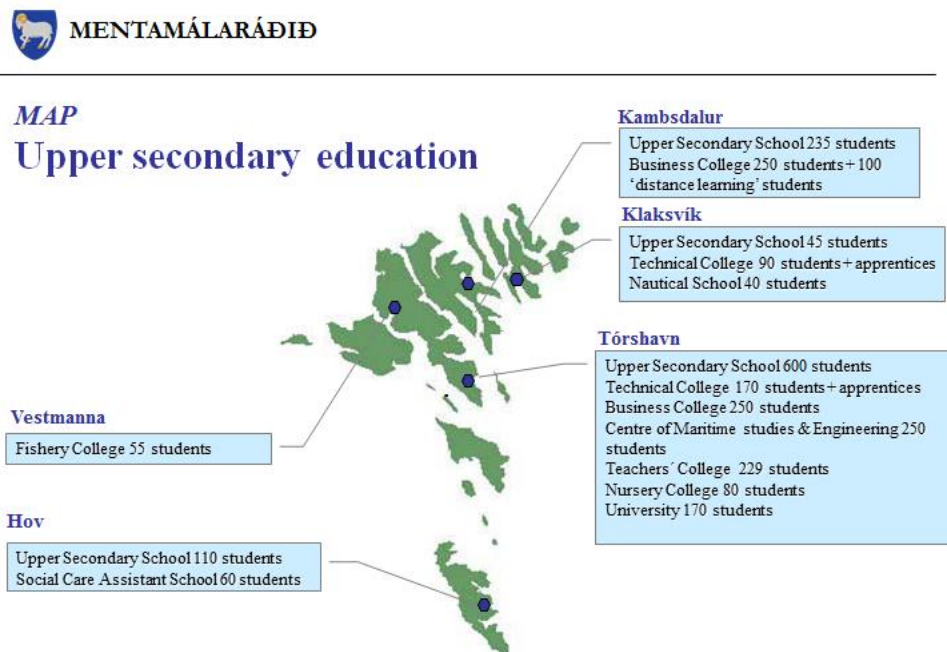 MENTAMÁLARÁÐIÐ
MAP
Upper secondary education
Kambsdalur
Upper Secondary School 235 students
Business College 250 students + 100
‘distance learning’ students
Klaksvík
Upper Secondary School 45 students
Technical College 90 students + apprentices
Nautical School 40 students
Tórshavn
Upper Secondary School 600 students
Technical College 170 students + apprentices
Business College 250 students
Centre of Maritime studies & Engineering 250
students
Teachers´ College 229 students
Nursery College 80 students
University 170 students
Vestmanna
Fishery College 55 students
Hov
Upper Secondary School 110 students
Social Care Assistant School 60 students